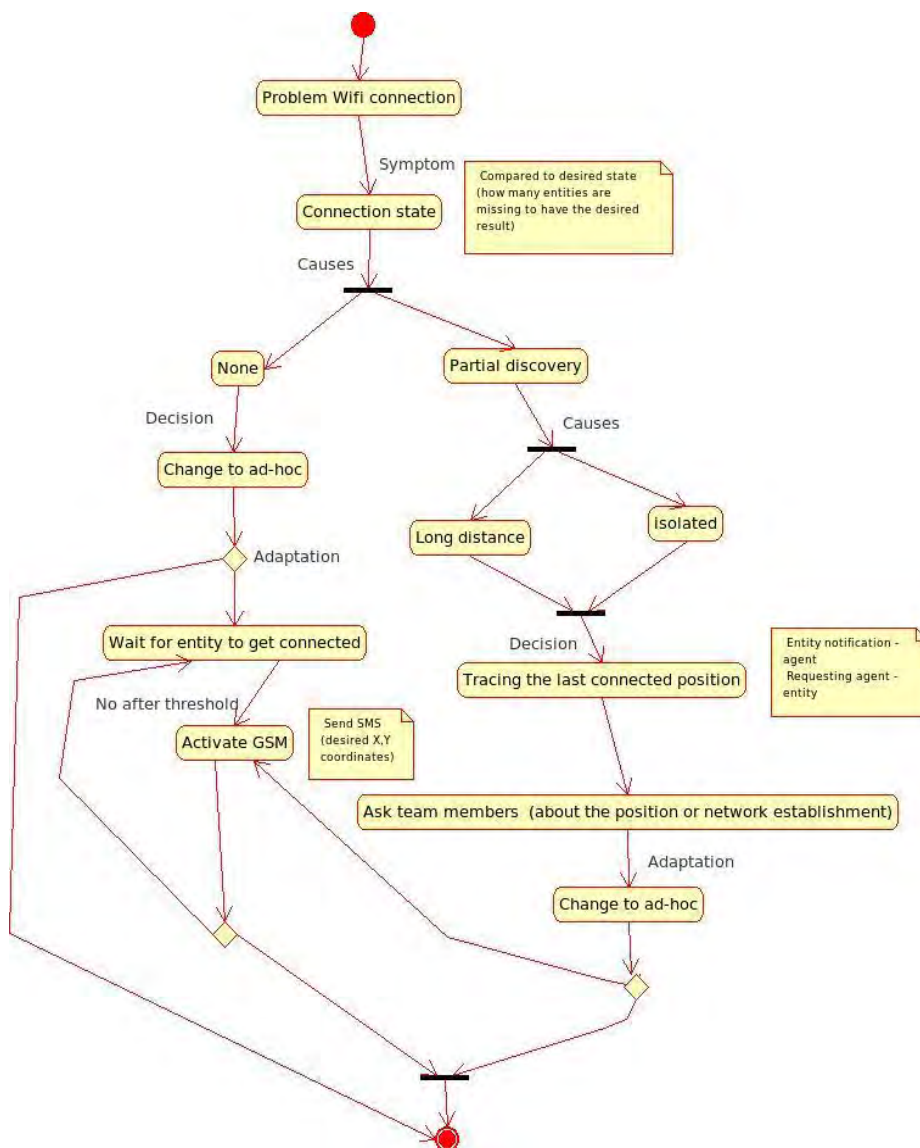 Problem Wifi connection
Symptom
Compared to desired state
(how many entities are
missing to have the desired
result)
Connection state
Causes
None
Partial discovery
Decision
Causes
Change to ad-hoc
Long distance
isolated
Adaptation
Wait for entity to get connected
Decision
Entity notification -
agent
Requesting agent -
entity
Tracing the last connected position
No after threshold
Send SMS
(desired X,Y
coordinates)
Activate GSM
Ask team members (about the position or network establishment)
Adaptation
Change to ad-hoc